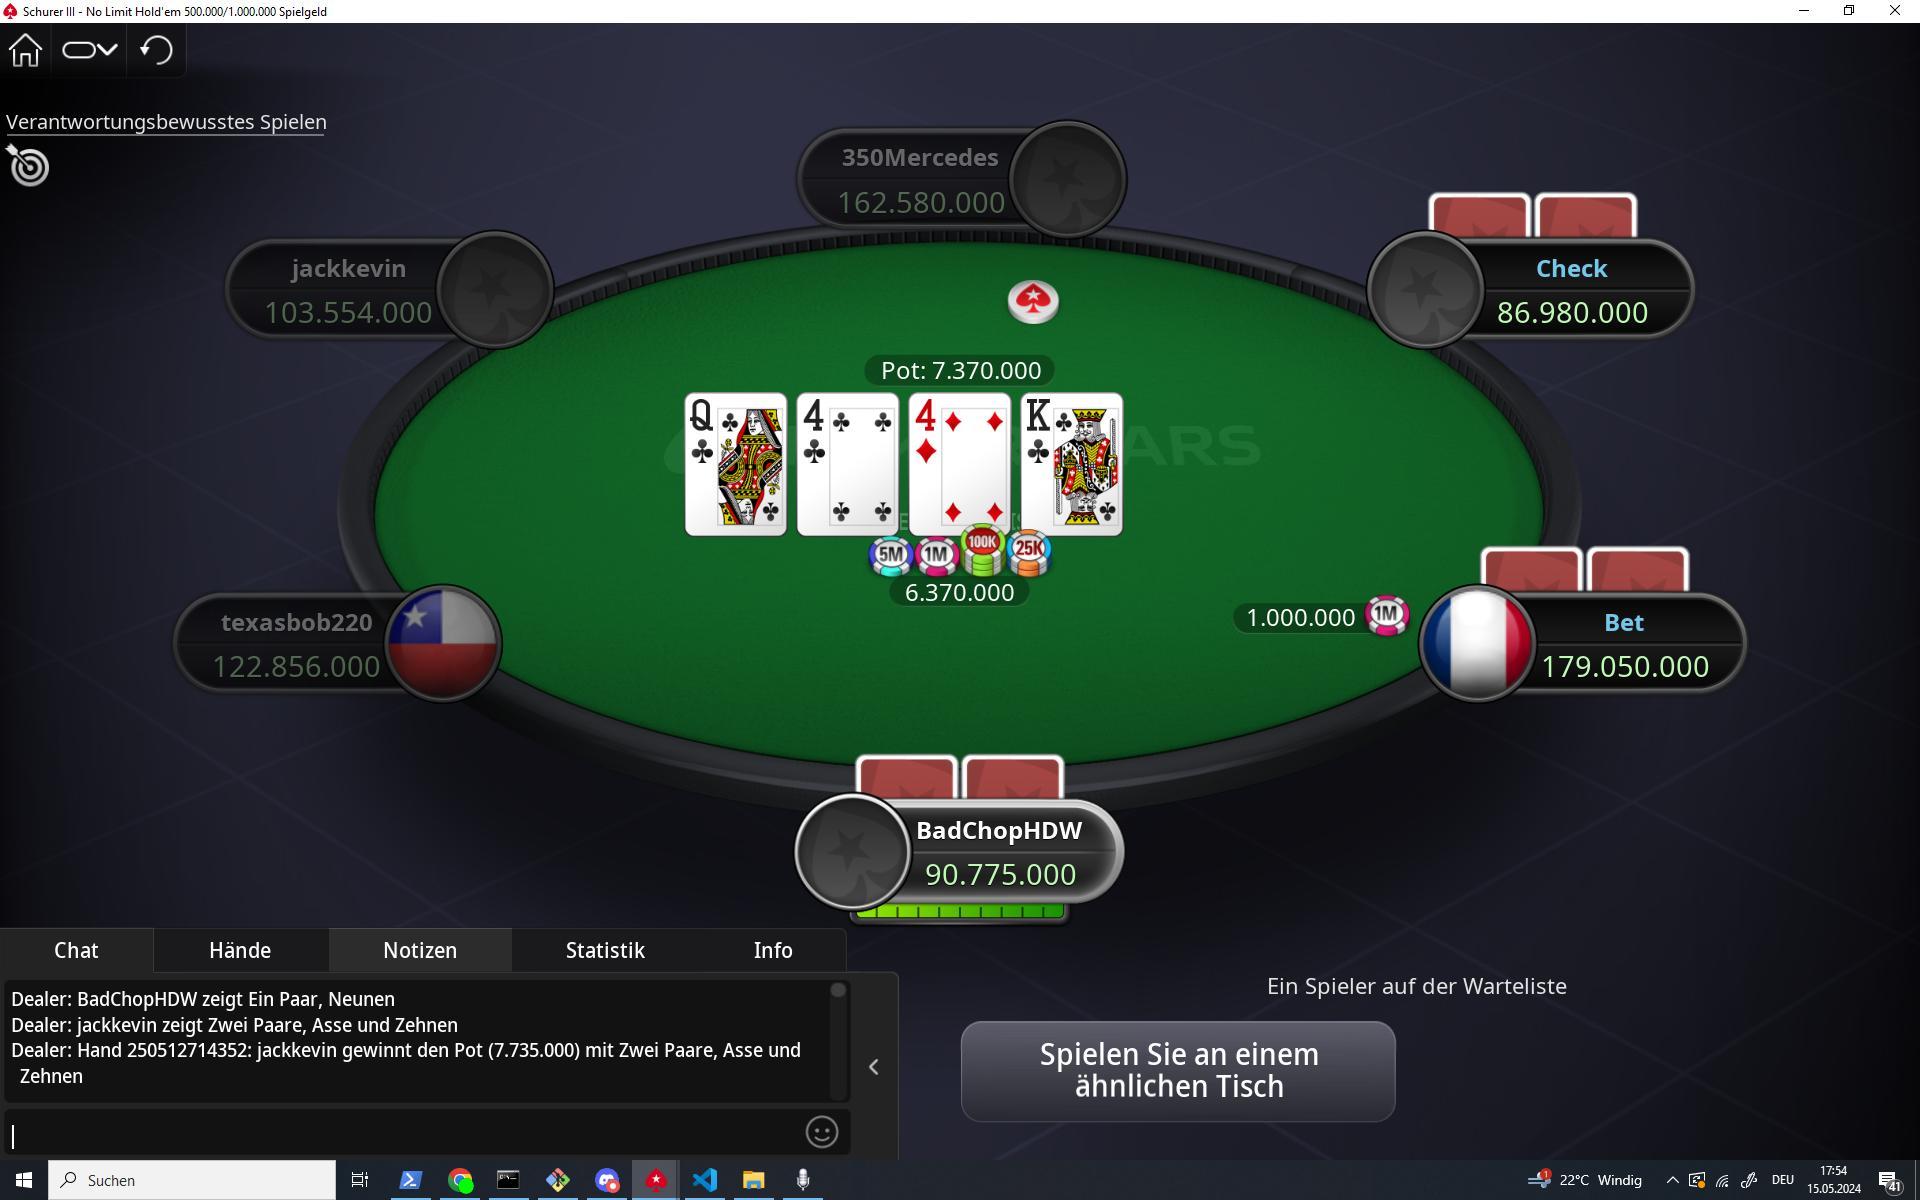 Schurer III - No Limit Hold'em 500.000/1.000.000 Spielgeld
Verantwortungsbewusstes Spielen
350Mercedes
162.580.000
jackkevin
103.554.000
Check
86.980.000
Pot: 7.370.000
Q 4 4 K
ARS
5M 1M 100K 25K
6.370.000
1.000.000 1M
Bet
179.050.000
texasbob220
122.856.000
BadChopHDW
90.775.000
Chat Hände Notizen Statistik Info
Dealer: BadChopHDW zeigt Ein Paar, Neunen
Dealer: jackkevin zeigt Zwei Paare, Asse und Zehnen
Dealer: Hand 250512714352: jackkevin gewinnt den Pot (7.735.000) mit Zwei Paare, Asse und
Zehnen
Ein Spieler auf der Warteliste
Spielen Sie an einem
ähnlichen Tisch
Suchen
1 22°C Windig DEU 17:54
15.05.2024 41